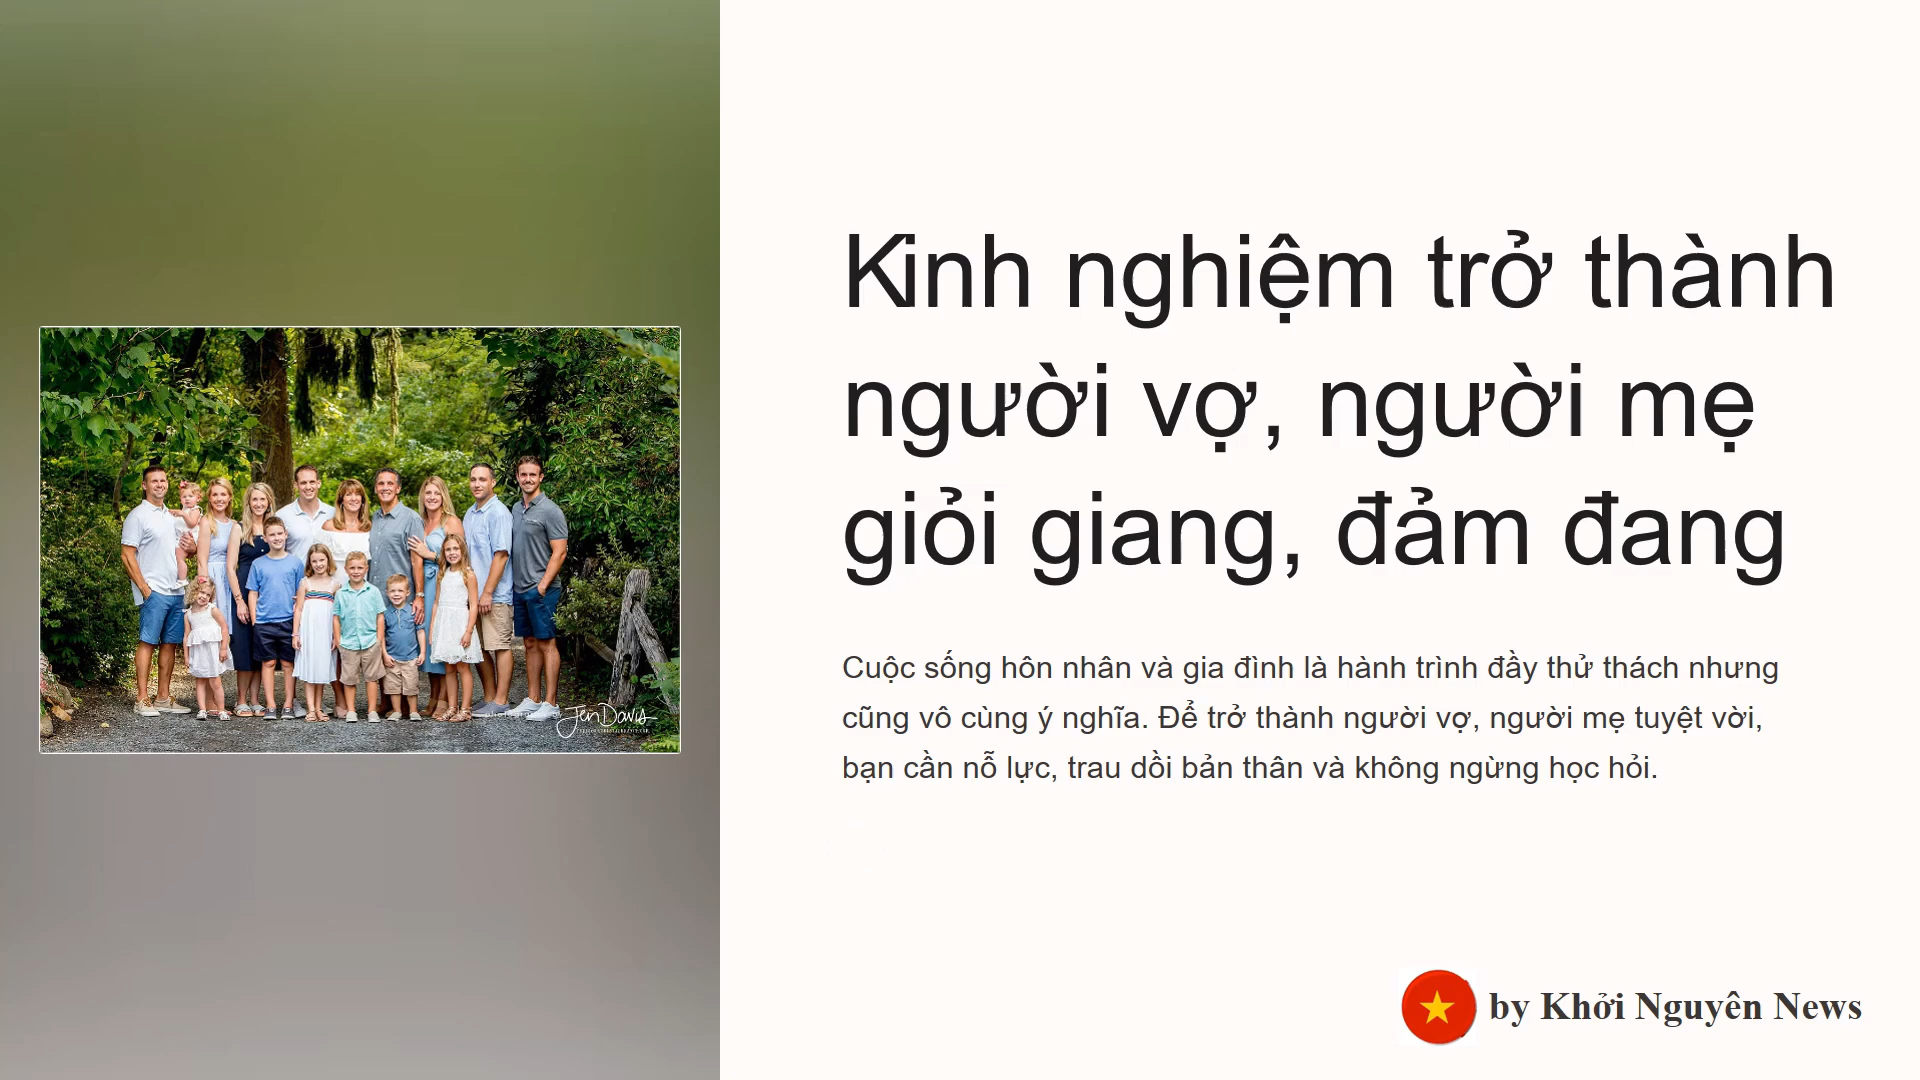 Kinh nghiệm trở thành
người vợ, người mẹ
giỏi giang, đảm đang
Cuộc sống hôn nhân và gia đình là hành trình đầy thử thách nhưng
cũng vô cùng ý nghĩa. Để trở thành người vợ, người mẹ tuyệt vời,
bạn cần nỗ lực, trau dồi bản thân và không ngừng học hỏi.
Jen Davis
by Khởi Nguyên News